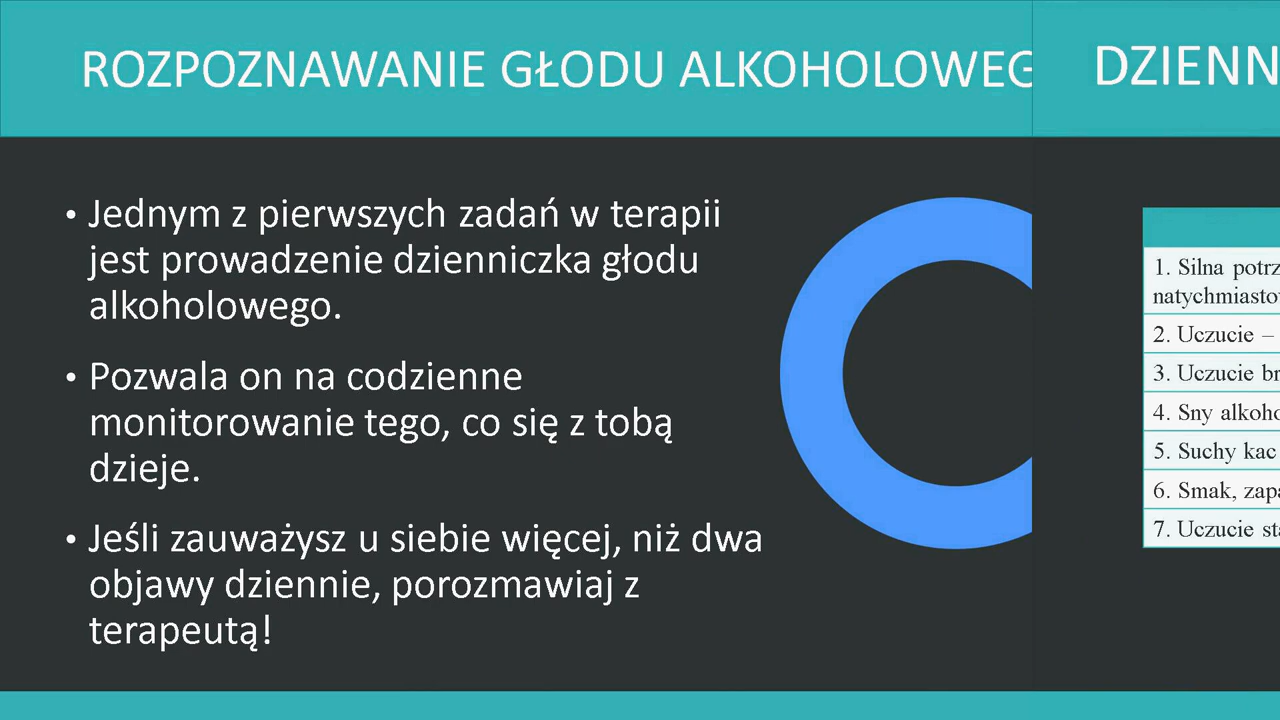 ROZPOZNAWANIE GŁODU ALKOHOLOWEG
• Jednym z pierwszych zadań w terapii
jest prowadzenie dzienniczka głodu
alkoholowego.
• Pozwala on na codzienne
monitorowanie tego, co się z tobą
dzieje.
• Jeśli zauważysz u siebie więcej, niż dwa
objawy dziennie, porozmawiaj z
terapeutą!
DZIENN
1. Silna potrz
natychmiasto
2. Uczucie –
3. Uczucie br
4. Sny alkoho
5. Suchy kac
6. Smak, zapa
7. Uczucie sta